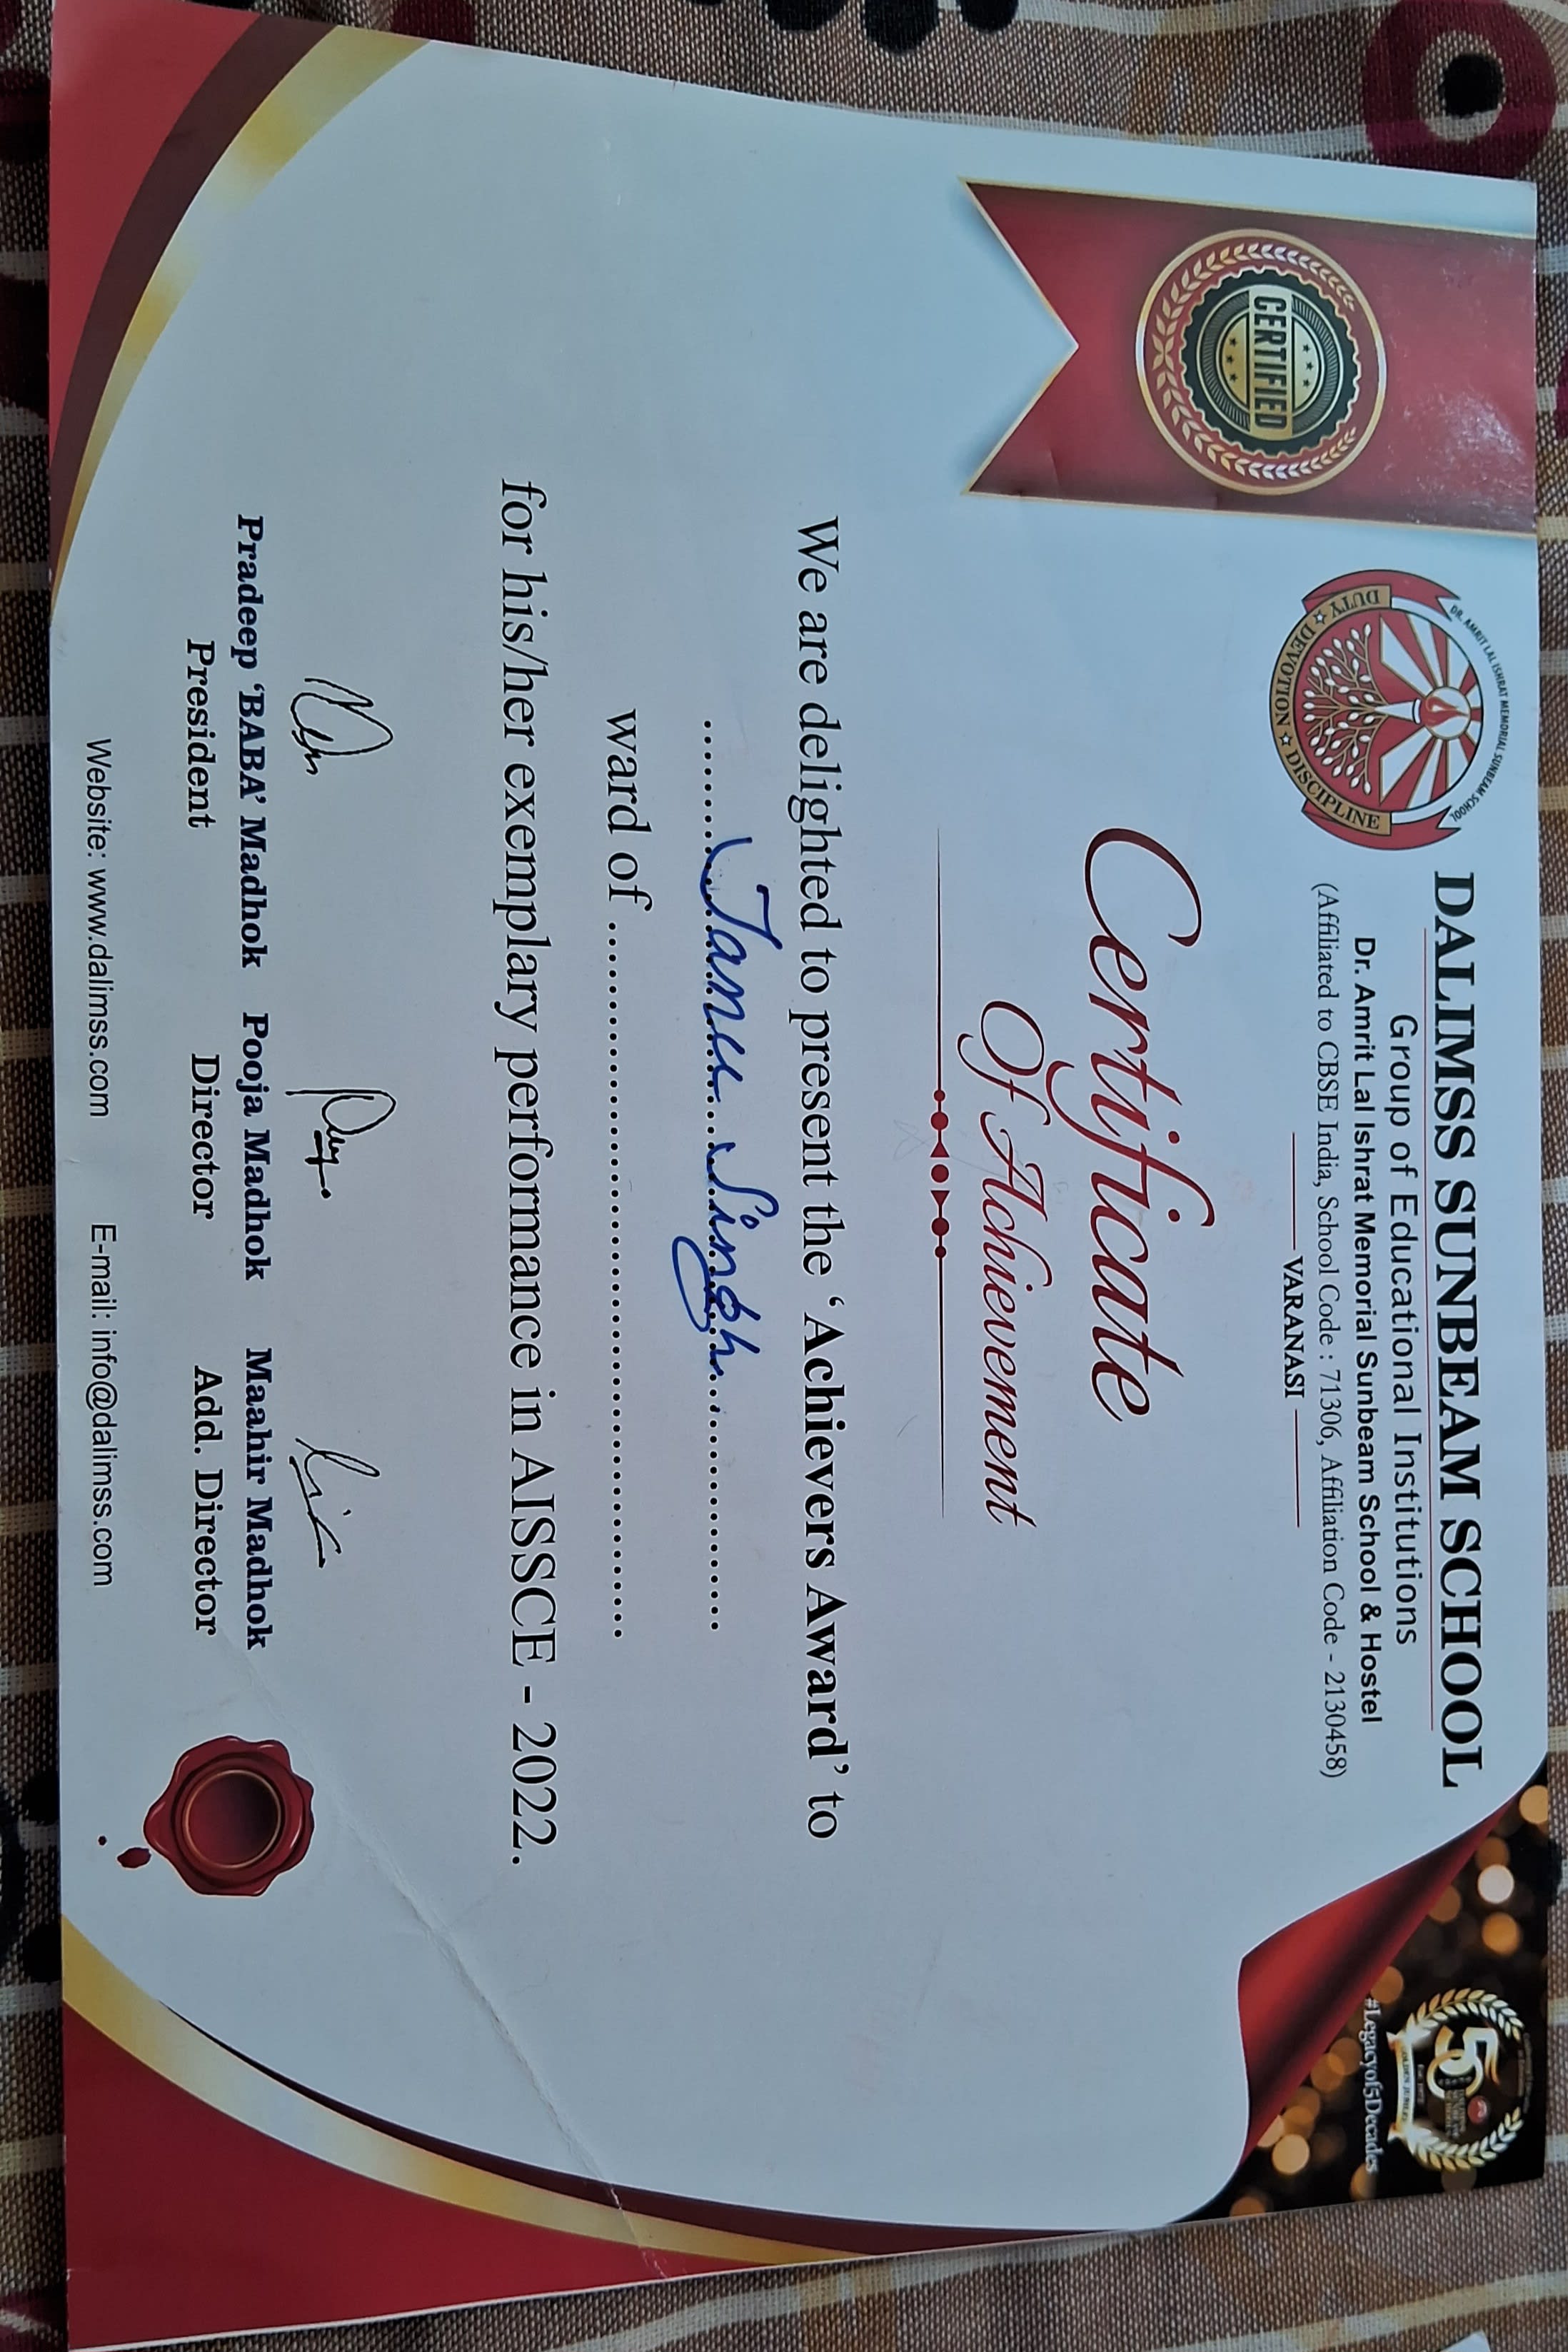 DALIMSS SUNBEAM SCHOOL
Group of Educational Institutions
Dr. Amrit Lal Ishrat Memorial Sunbeam School & Hostel
(Affiliated to CBSE India, School Code : 71306, Affiliation Code - 2130458)
VARANASI
DR. AMRIT LAL ISHRAT MEMORIAL SUNBEAM SCHOOL
DUTY ☆ DEVOTION ☆ DISCIPLINE
CERTIFIED
50
GOLDEN JUBILEE
#Legacyof5Decades
Certificate
Of Achievement
We are delighted to present the 'Achievers Award' to
Tanu Singh
ward of
for his/her exemplary performance in AISSCE - 2022.
Pradeep 'BABA' Madhok Pooja Madhok Maahir Madhok
President Director Add. Director
Website: www.dalimss.com E-mail: info@dalimss.com